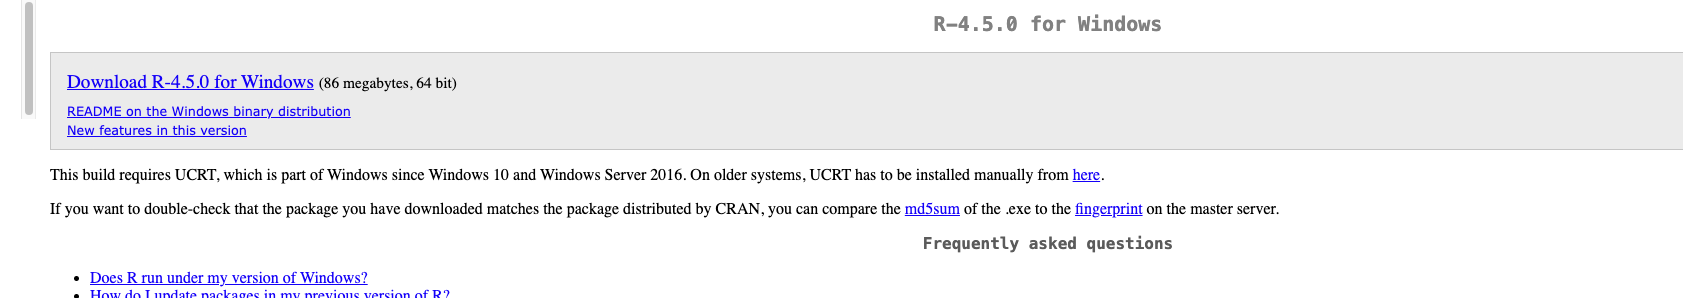 R-4.5.0 for Windows
Download R-4.5.0 for Windows (86 megabytes, 64 bit)
README on the Windows binary distribution
New features in this version
This build requires UCRT, which is part of Windows since Windows 10 and Windows Server 2016. On older systems, UCRT has to be installed manually from here.
If you want to double-check that the package you have downloaded matches the package distributed by CRAN, you can compare the md5sum of the .exe to the fingerprint on the master server.
Frequently asked questions
• Does R run under my version of Windows?
• How do I update packages in my previous version of R?